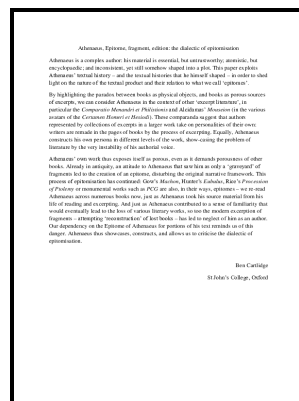 Athenaeus, Epitome, fragment, edition: the dialectic of epitomisation
Athenaeus is a complex author: his material is essential, but untrustworthy; atomistic, but
encyclopaedic; and inconsistent, yet still somehow shaped into a plot. This paper exploits
Athenaeus' textual history – and the textual histories that he himself shaped – in order to shed
light on the nature of the textual product and their relation to what we call 'epitomes'.
By highlighting the paradox between books as physical objects, and books as porous sources
of excerpts, we can consider Athenaeus in the context of other 'excerpt literature', in
particular the Comparatio Menandri et Philistionis and Alcidamas' Mouseion (in the various
avatars of the Certamen Homeri et Hesiodi). These comparanda suggest that authors
represented by collections of excerpts in a larger work take on personalities of their own:
writers are remade in the pages of books by the process of excerpting. Equally, Athenaeus
constructs his own persona in different levels of the work, show-casing the problem of
literature by the very instability of his authorial voice.
Athenaeus' own work thus exposes itself as porous, even as it demands porousness of other
books. Already in antiquity, an attitude to Athenaeus that saw him as only a 'graveyard' of
fragments led to the creation of an epitome, disturbing the original narrative framework. This
process of epitomisation has continued: Gow's Machon, Hunter's Eubulus, Rice's Procession
of Ptolemy or monumental works such as PCG are also, in their ways, epitomes – we re-read
Athenaeus across numerous books now, just as Athenaeus took his source material from his
life of reading and excerpting. And just as Athenaeus contributed to a sense of familiarity that
would eventually lead to the loss of various literary works, so too the modern excerption of
fragments – attempting 'reconstruction' of lost books – has led to neglect of him as an author.
Our dependency on the Epitome of Athenaeus for portions of his text reminds us of this
danger. Athenaeus thus showcases, constructs, and allows us to criticise the dialectic of
epitomisation.
Ben Cartlidge
St John's College, Oxford